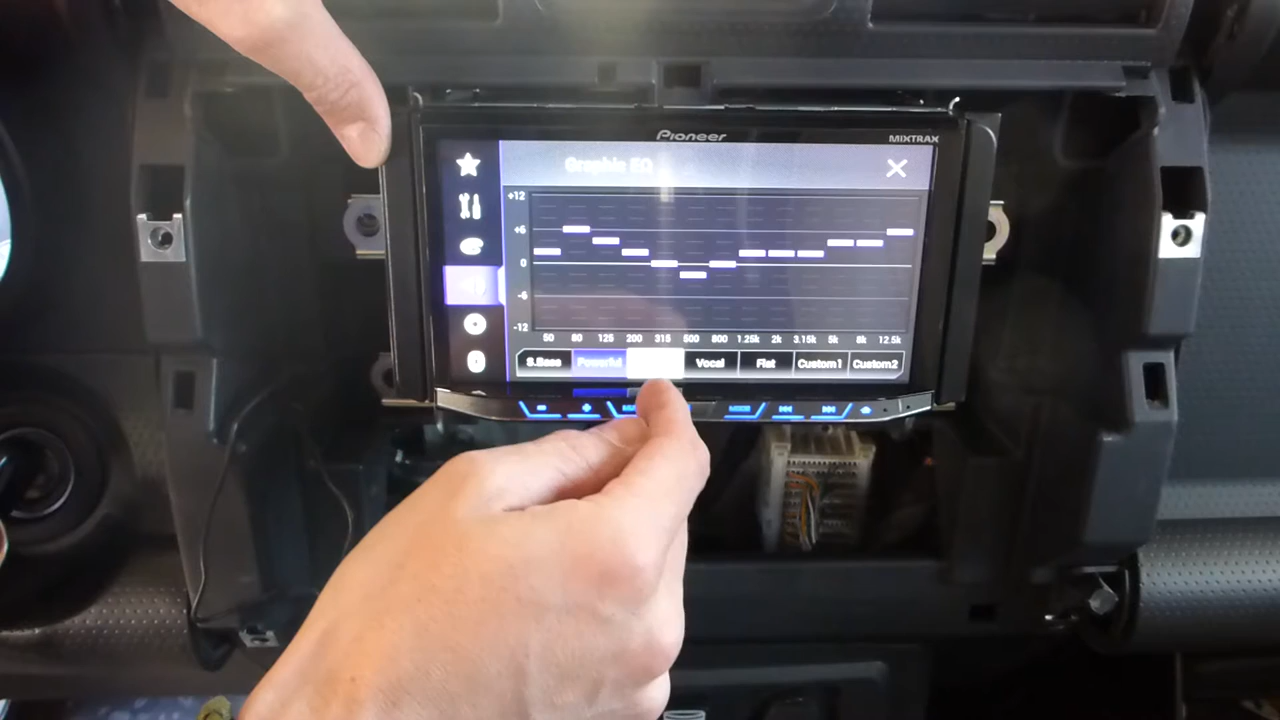 Pioneer
MIXTRAX
Graphic EQ
+12
+6
0
-6
-12
50 80 125 200 315 500 800 1.25k 2k 3.15k 5k 8k 12.5k
S.Bass Powerful Vocal Flat Custom1 Custom2
MODE